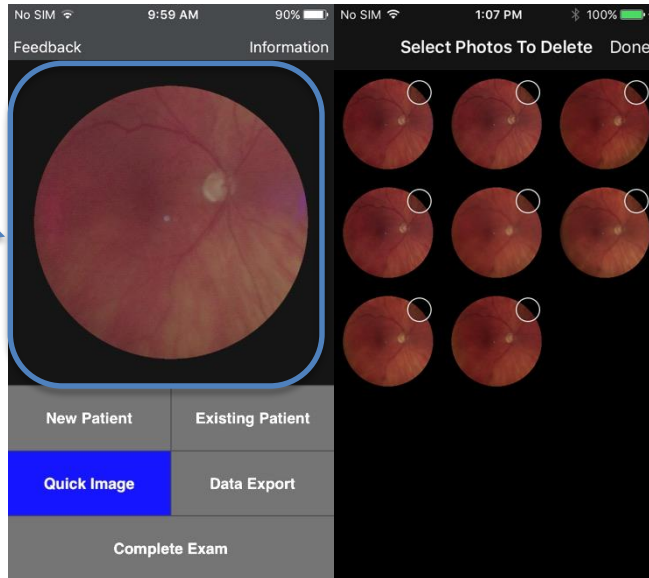 No SIM 9:59 AM 90%
Feedback Information
New Patient Existing Patient
Quick Image Data Export
Complete Exam
No SIM 1:07 PM 100%
Select Photos To Delete Done